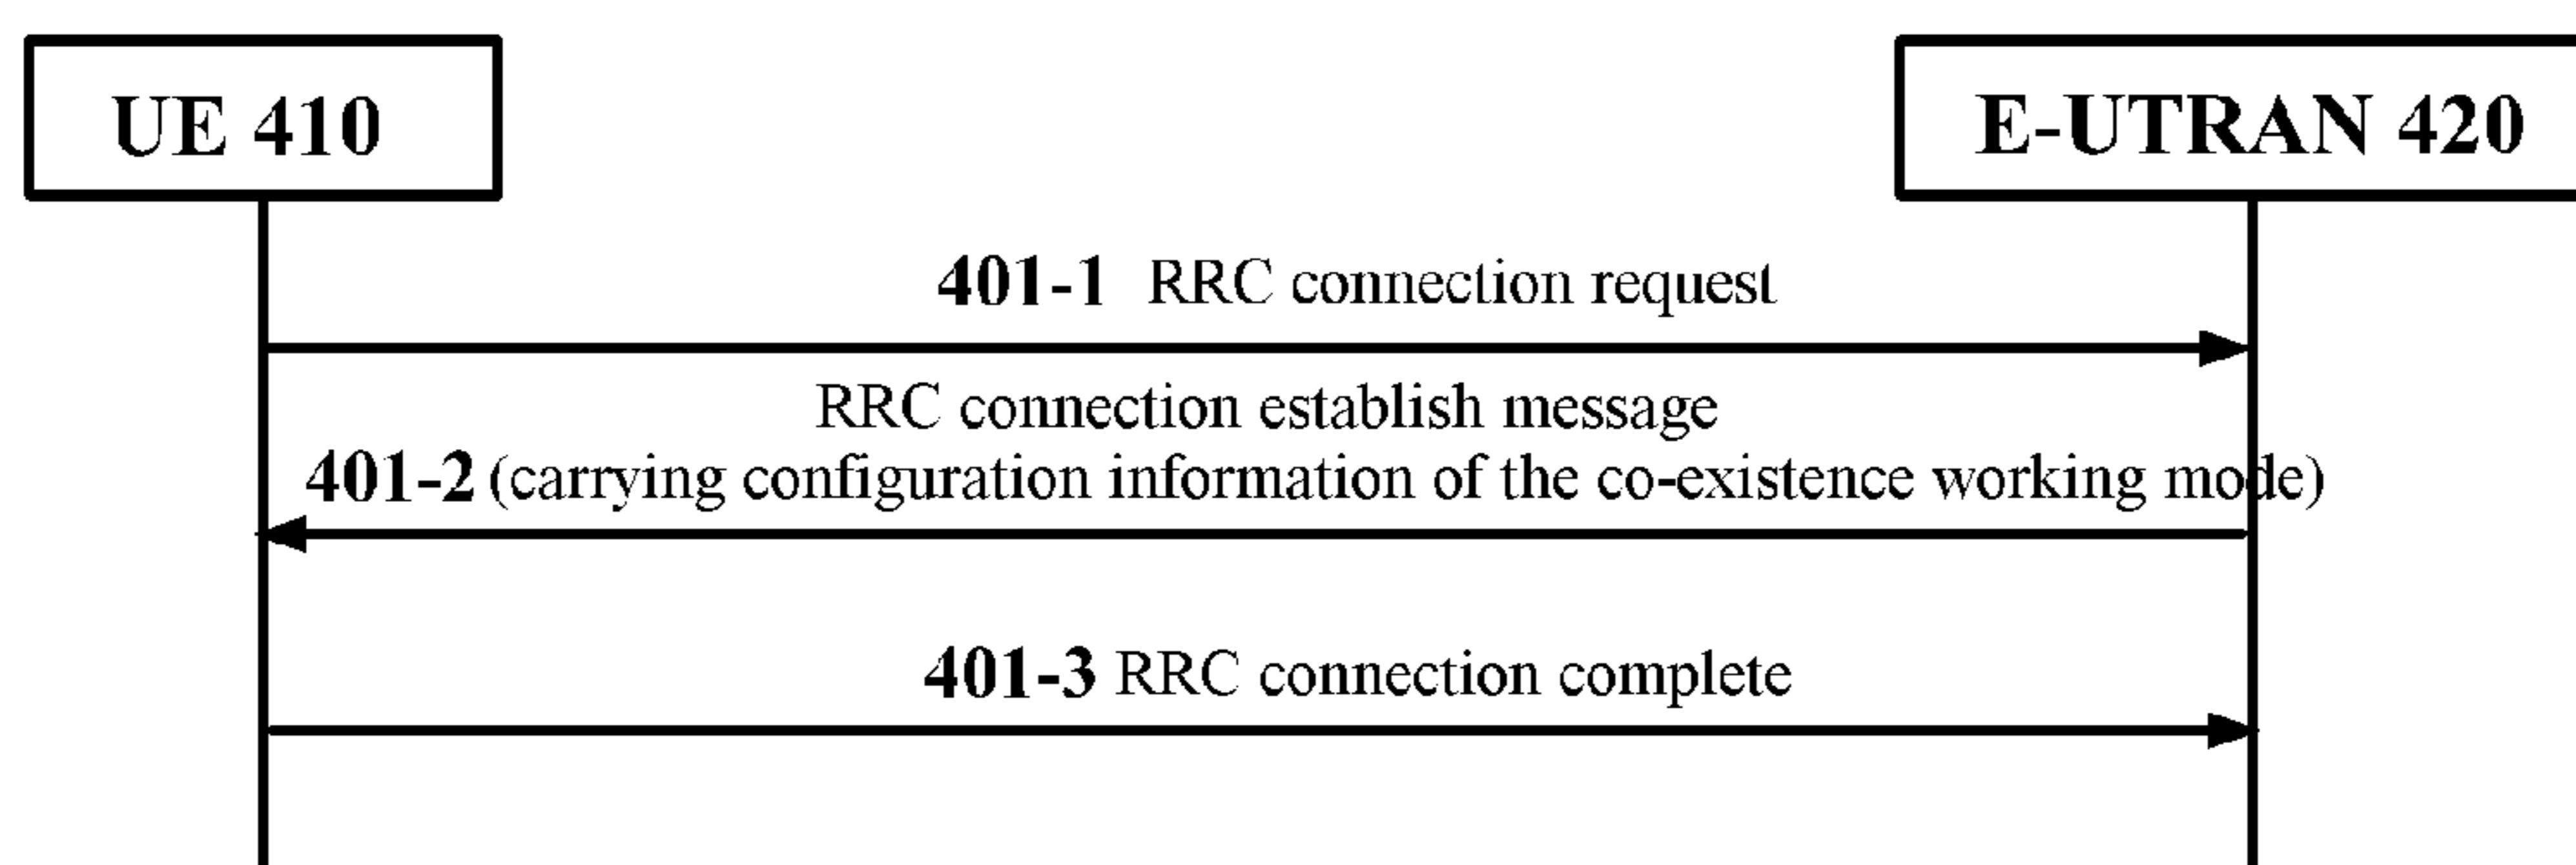 UE 410
E-UTRAN 420
401-1 RRC connection request
RRC connection establish message
401-2 (carrying configuration information of the co-existence working mode)
401-3 RRC connection complete